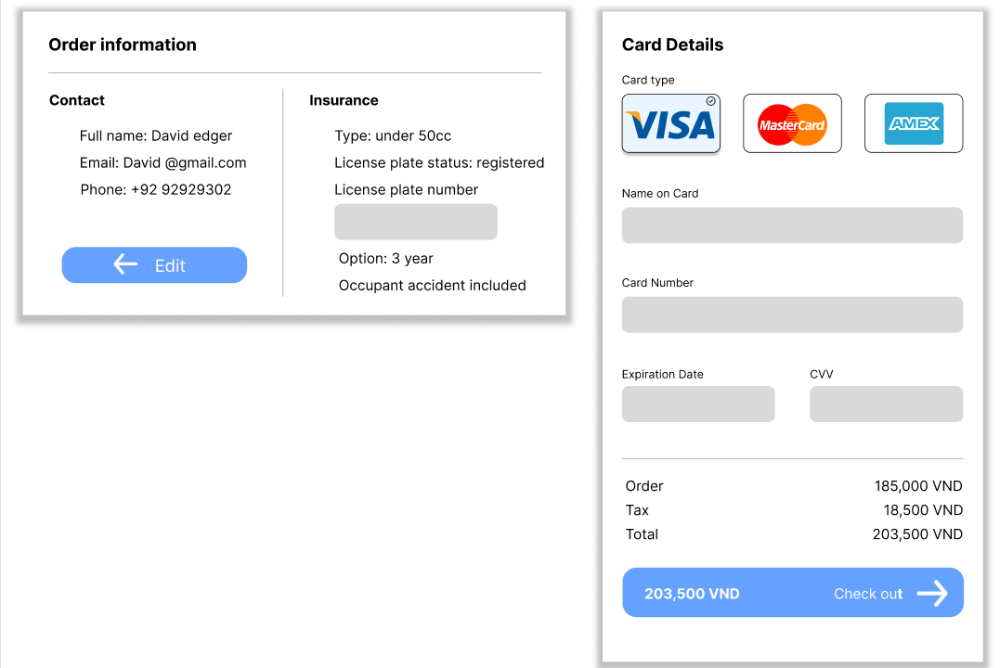 Order information
Contact
Full name: David edger
Email: David @gmail.com
Phone: +92 92929302
Edit
Insurance
Type: under 50cc
License plate status: registered
License plate number
Option: 3 year
Occupant accident included
Card Details
Card type
VISA
MasterCard
AMEX
Name on Card
Card Number
Expiration Date
CVV
Order 185,000 VND
Tax 18,500 VND
Total 203,500 VND
203,500 VND Check out